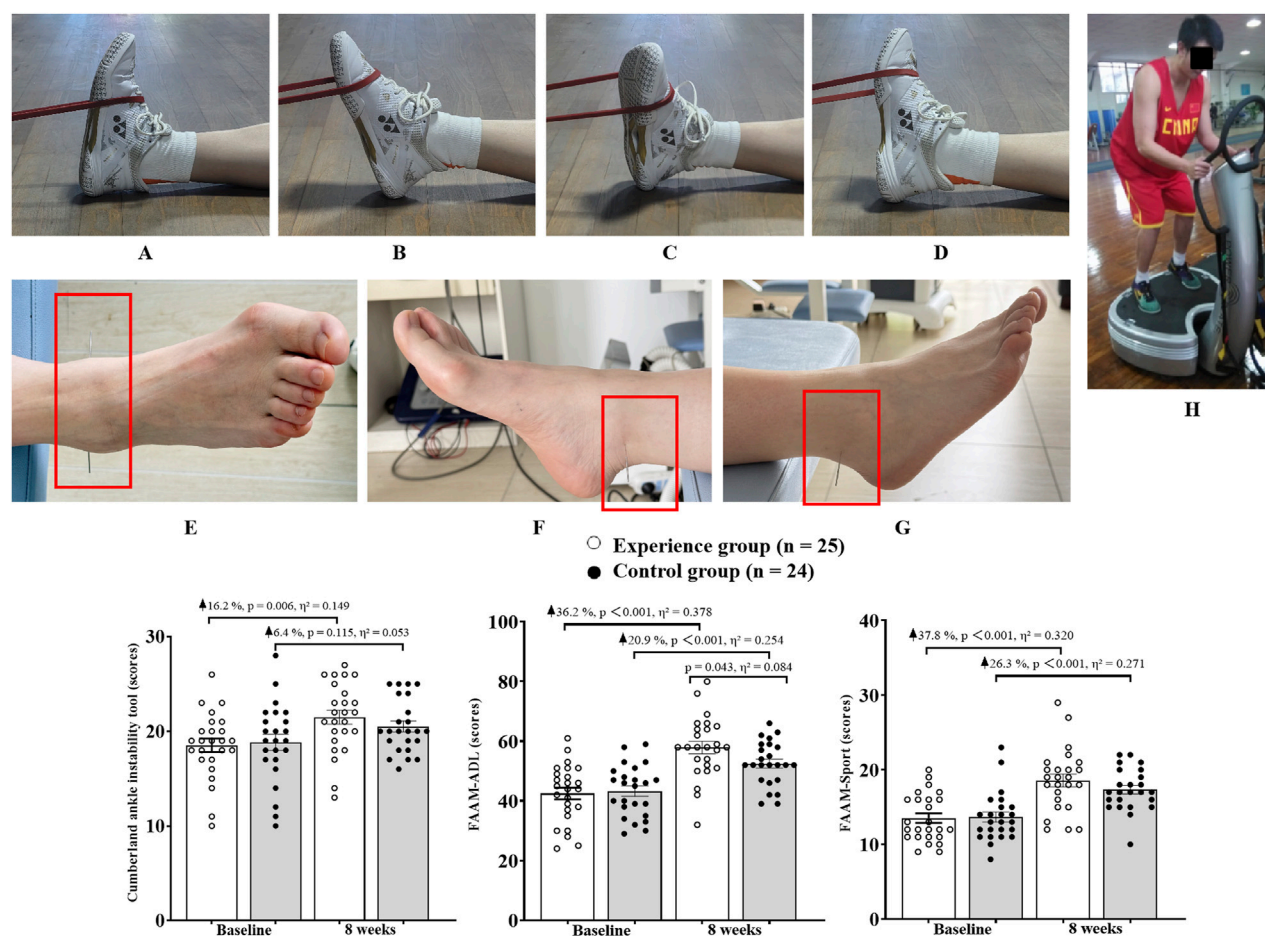 CHINA
A
B
C
D
H
E
F
G
Experience group (n = 25)
Control group (n = 24)
16.2 %, p = 0.006, η² = 0.149
6.4 %, p = 0.115, η² = 0.053
Cumberland ankle instability tool (scores)
30
20
10
0
Baseline
8 weeks
36.2 %, p <0.001, η² = 0.378
20.9 %, p <0.001, η² = 0.254
p = 0.043, η² = 0.084
FAAM-ADL (scores)
100
80
60
40
20
0
Baseline
8 weeks
37.8 %, p <0.001, η² = 0.320
26.3 %, p <0.001, η² = 0.271
FAAM-Sport (scores)
40
30
20
10
0
Baseline
8 weeks